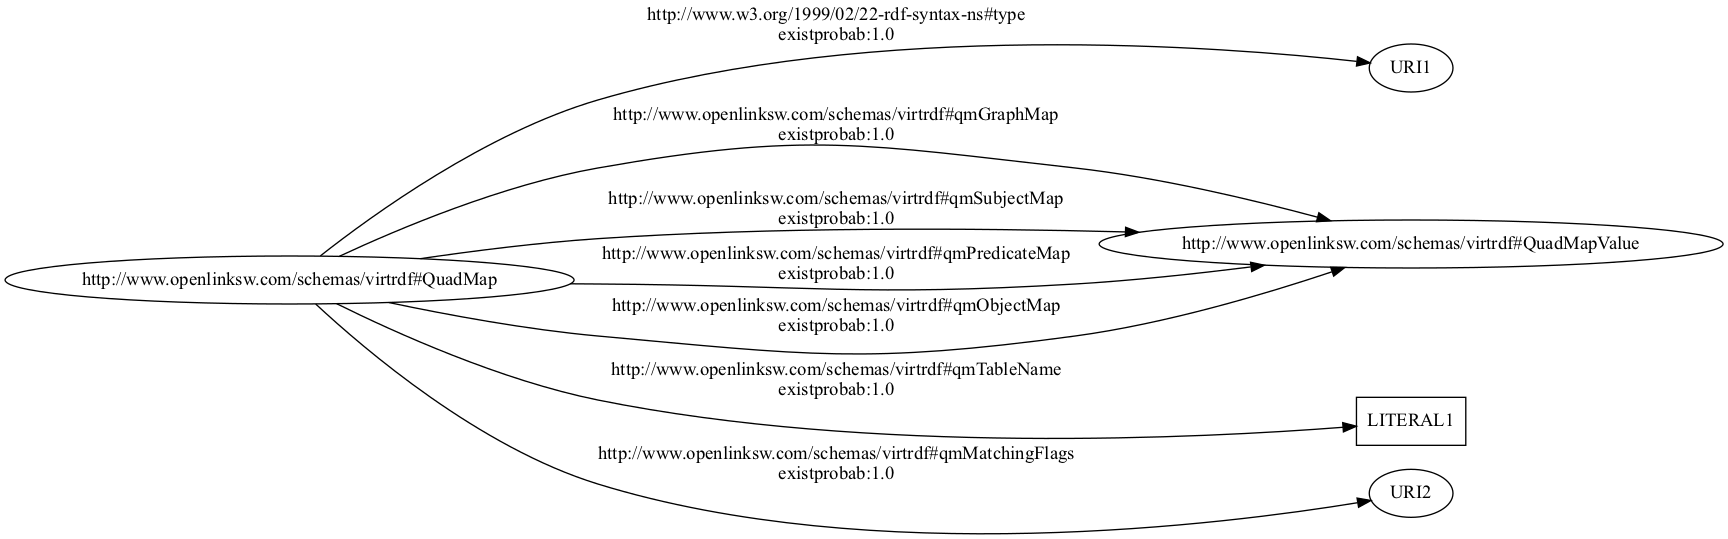 http://www.w3.org/1999/02/22-rdf-syntax-ns#type
existprobab:1.0
URI1
http://www.openlinksw.com/schemas/virtrdf#qmGraphMap
existprobab:1.0
http://www.openlinksw.com/schemas/virtrdf#qmSubjectMap
existprobab:1.0
http://www.openlinksw.com/schemas/virtrdf#QuadMapValue
http://www.openlinksw.com/schemas/virtrdf#qmPredicateMap
existprobab:1.0
http://www.openlinksw.com/schemas/virtrdf#QuadMap
http://www.openlinksw.com/schemas/virtrdf#qmObjectMap
existprobab:1.0
http://www.openlinksw.com/schemas/virtrdf#qmTableName
existprobab:1.0
LITERAL1
http://www.openlinksw.com/schemas/virtrdf#qmMatchingFlags
existprobab:1.0
URI2